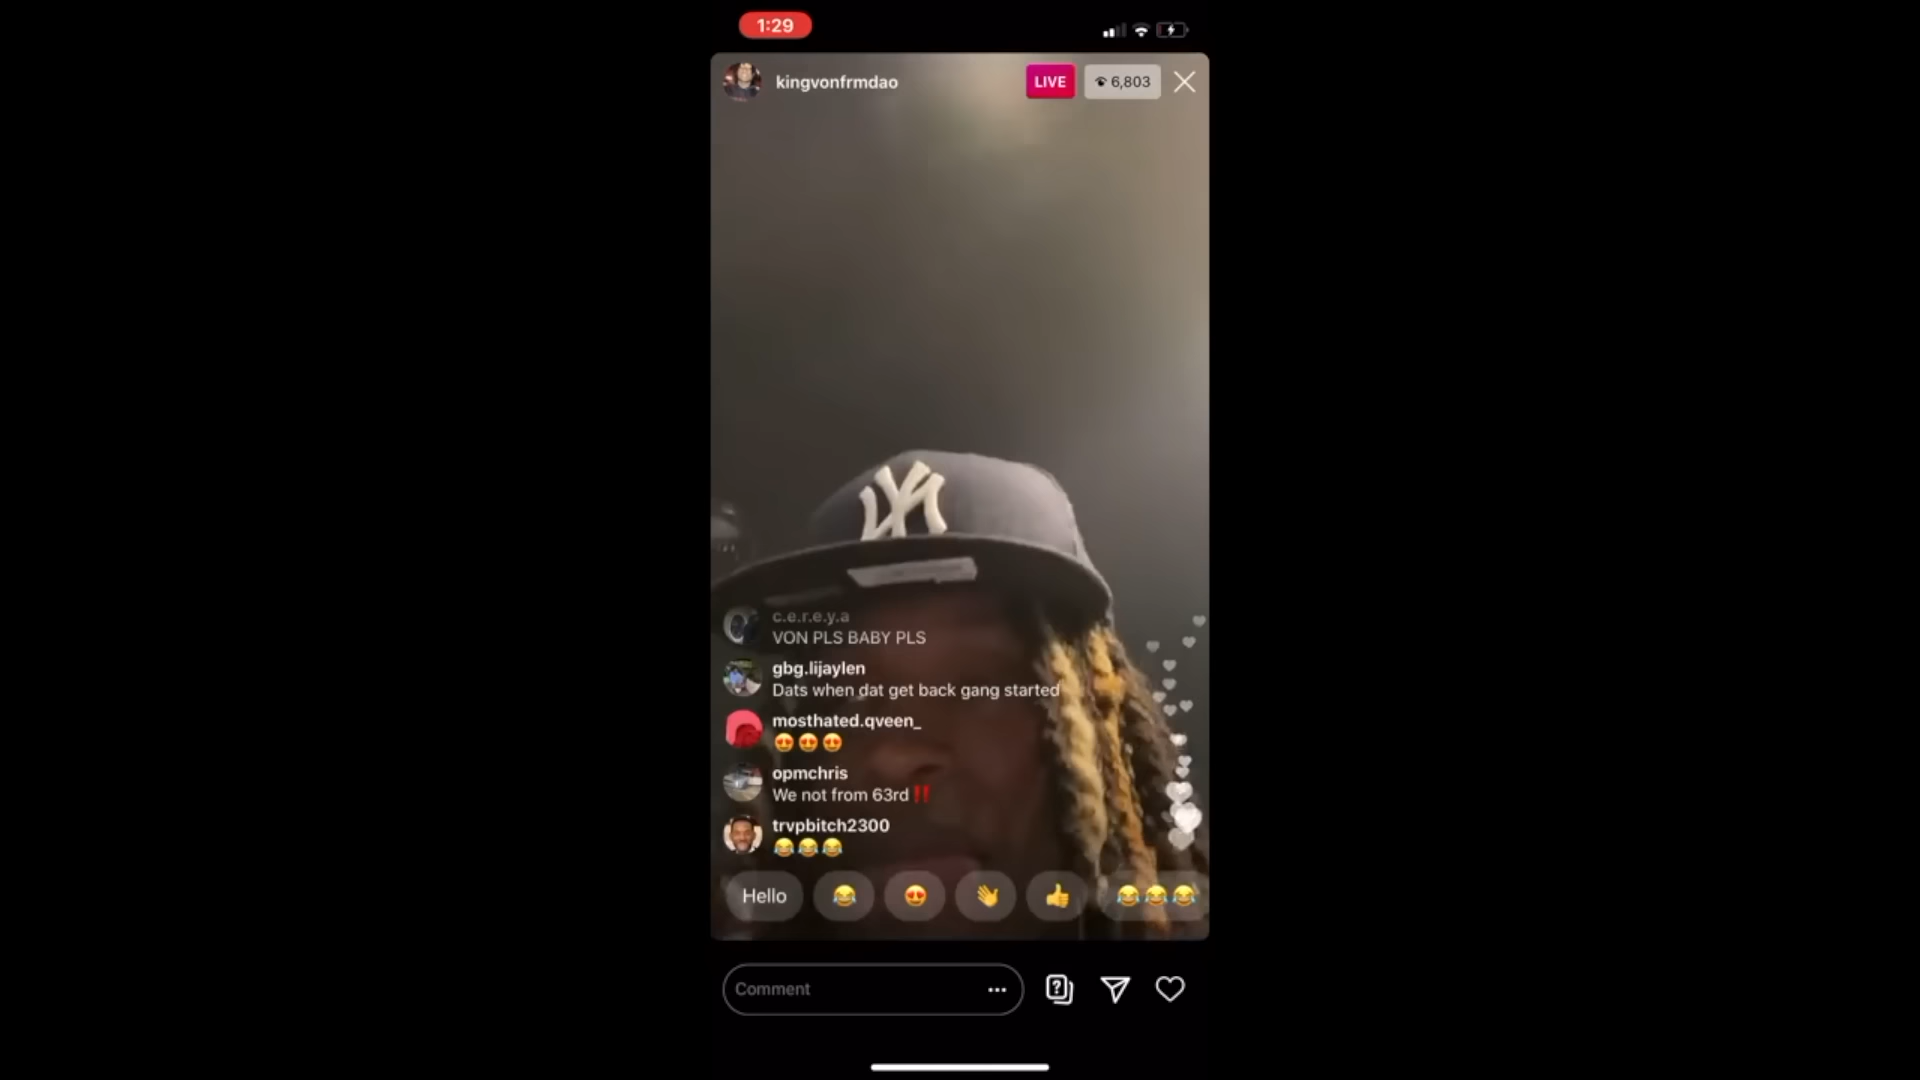 1:29
kingvonfrmdao
LIVE
6,803
NY
c.e.r.e.y.a
VON PLS BABY PLS
gbg.lijaylen
Dats when dat get back gang started
mosthated.qveen_
😍😍😍
opmchris
We not from 63rd‼️
trvpbitch2300
😂😂😂
Hello 😂 😍 👋 👍 😂😂😂
Comment